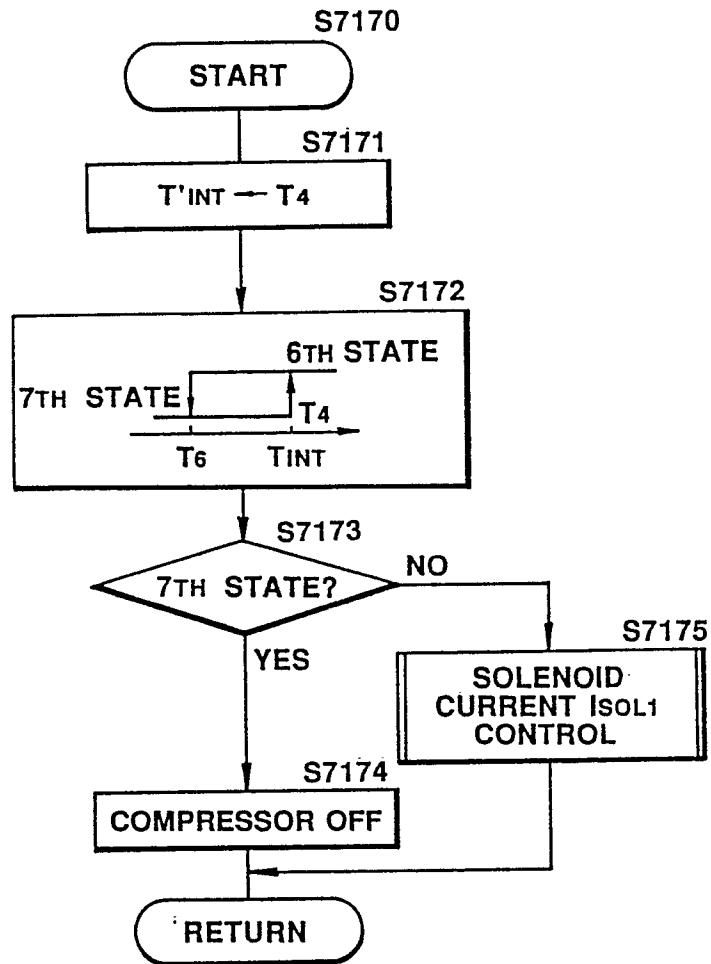 S7170
START
S7171
T'INT ← T4
S7172
6TH STATE
7TH STATE
T4
T6
TINT
S7173
7TH STATE?
NO
YES
S7175
SOLENOID
CURRENT ISOL1
CONTROL
S7174
COMPRESSOR OFF
RETURN